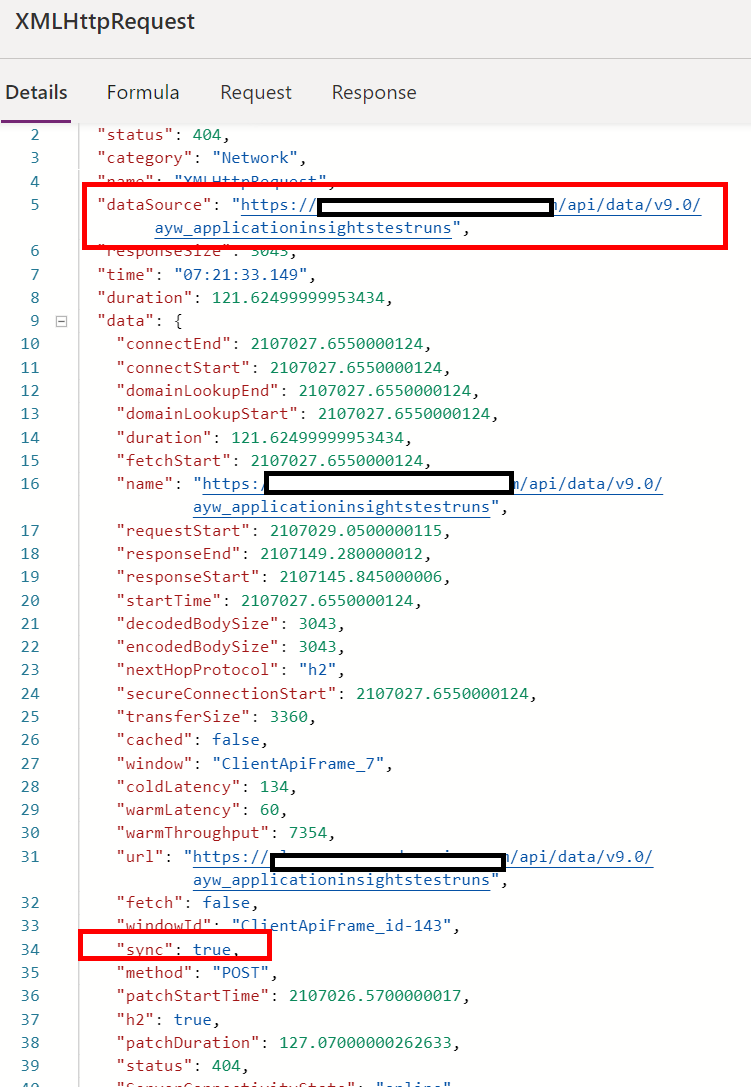 XMLHttpRequest
Details Formula Request Response
2 "status": 404,
3 "category": "Network",
4 "name": "XMLHttpRequest",
5 "dataSource": "https:// /api/data/v9.0/
ayw_applicationinsightstestruns",
6 "responseSize": 3043,
7 "time": "07:21:33.149",
8 "duration": 121.62499999953434,
9 "data": {
10 "connectEnd": 2107027.6550000124,
11 "connectStart": 2107027.6550000124,
12 "domainLookupEnd": 2107027.6550000124,
13 "domainLookupStart": 2107027.6550000124,
14 "duration": 121.62499999953434,
15 "fetchStart": 2107027.6550000124,
16 "name": "https:/ /api/data/v9.0/
ayw_applicationinsightstestruns",
17 "requestStart": 2107029.0500000115,
18 "responseEnd": 2107149.280000012,
19 "responseStart": 2107145.845000006,
20 "startTime": 2107027.6550000124,
21 "decodedBodySize": 3043,
22 "encodedBodySize": 3043,
23 "nextHopProtocol": "h2",
24 "secureConnectionStart": 2107027.6550000124,
25 "transferSize": 3360,
26 "cached": false,
27 "window": "ClientApiFrame_7",
28 "coldLatency": 134,
29 "warmLatency": 60,
30 "warmThroughput": 7354,
31 "url": "https:// /api/data/v9.0/
ayw_applicationinsightstestruns",
32 "fetch": false,
33 "windowId": "ClientApiFrame_id-143",
34 "sync": true,
35 "method": "POST",
36 "patchStartTime": 2107026.5700000017,
37 "h2": true,
38 "patchDuration": 127.07000000262633,
39 "status": 404,
40 "ServerConnectivityState": "online",